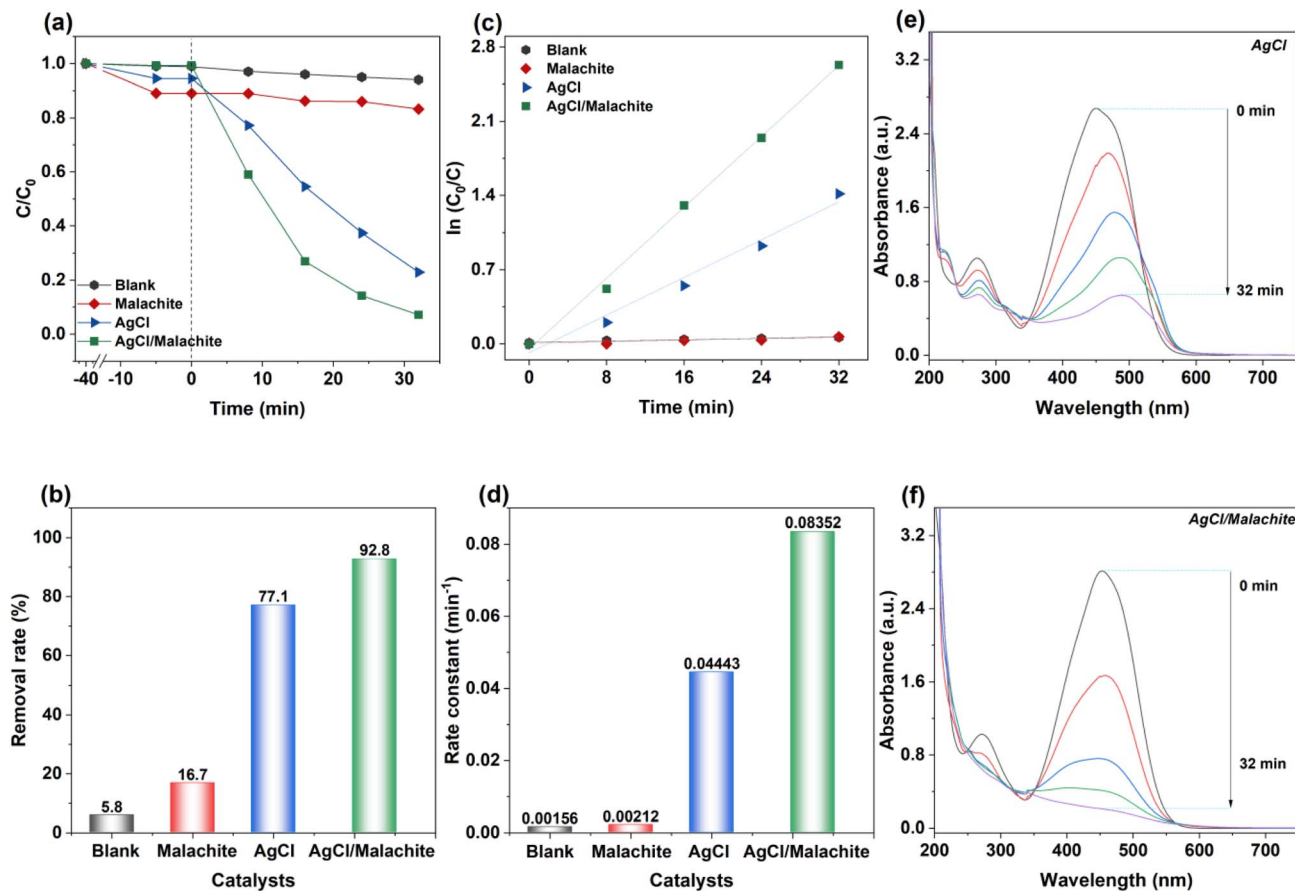 (a)
C/C0
1.0
0.8
0.6
0.4
0.2
0.0
Blank
Malachite
AgCl
AgCl/Malachite
-40 -10 0 10 20 30
Time (min)
(c)
ln (C0/C)
2.8
2.1
1.4
0.7
0.0
Blank
Malachite
AgCl
AgCl/Malachite
0 8 16 24 32
Time (min)
(e)
AgCl
Absorbance (a.u.)
3.2
2.4
1.6
0.8
0.0
0 min
32 min
200 300 400 500 600 700
Wavelength (nm)
(b)
Removal rate (%)
100
80
60
40
20
0
5.8
16.7
77.1
92.8
Blank Malachite AgCl AgCl/Malachite
Catalysts
(d)
Rate constant (min-1)
0.08
0.06
0.04
0.02
0.00
0.00156
0.00212
0.04443
0.08352
Blank Malachite AgCl AgCl/Malachite
Catalysts
(f)
AgCl/Malachite
Absorbance (a.u.)
3.2
2.4
1.6
0.8
0.0
0 min
32 min
200 300 400 500 600 700
Wavelength (nm)